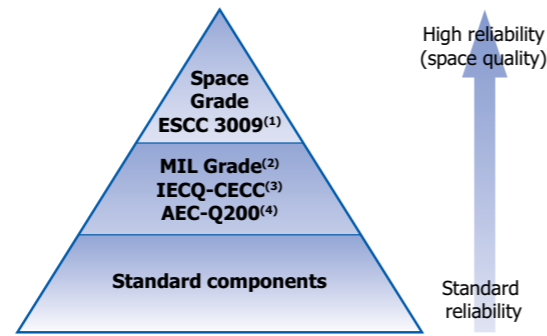 High reliability
(space quality)
Space
Grade
ESCC 3009(1)
MIL Grade(2)
IECQ-CECC(3)
AEC-Q200(4)
Standard components
Standard
reliability